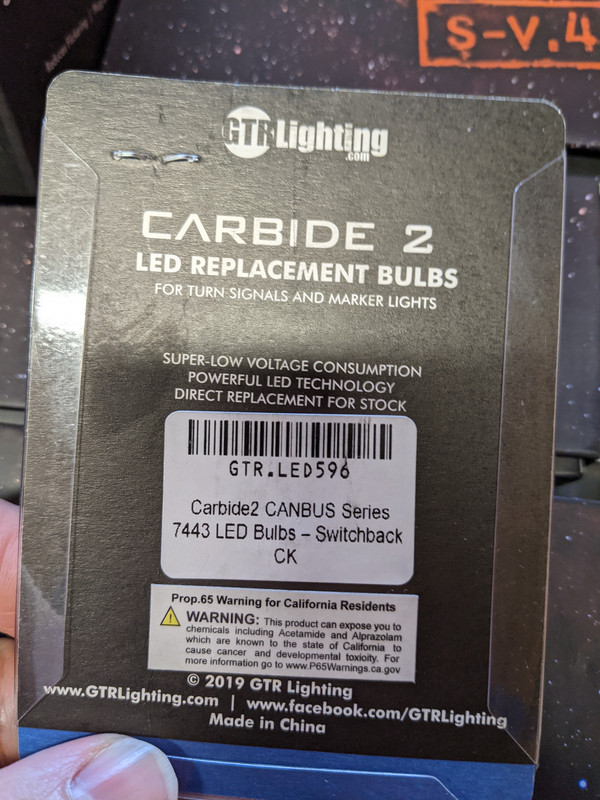 S-V.4
GTR Lighting
.com
CARBIDE 2
LED REPLACEMENT BULBS
FOR TURN SIGNALS AND MARKER LIGHTS
SUPER-LOW VOLTAGE CONSUMPTION
POWERFUL LED TECHNOLOGY
DIRECT REPLACEMENT FOR STOCK
GTR.LED596
Carbide2 CANBUS Series
7443 LED Bulbs – Switchback
CK
Prop.65 Warning for California Residents
WARNING: This product can expose you to
chemicals including Acetamide and Alprazolam
which are known to the state of California to
cause cancer and developmental toxicity. For
more information go to www.P65Warnings.ca.gov
© 2019 GTR Lighting
www.GTRLighting.com | www.facebook.com/GTRLighting
Made in China